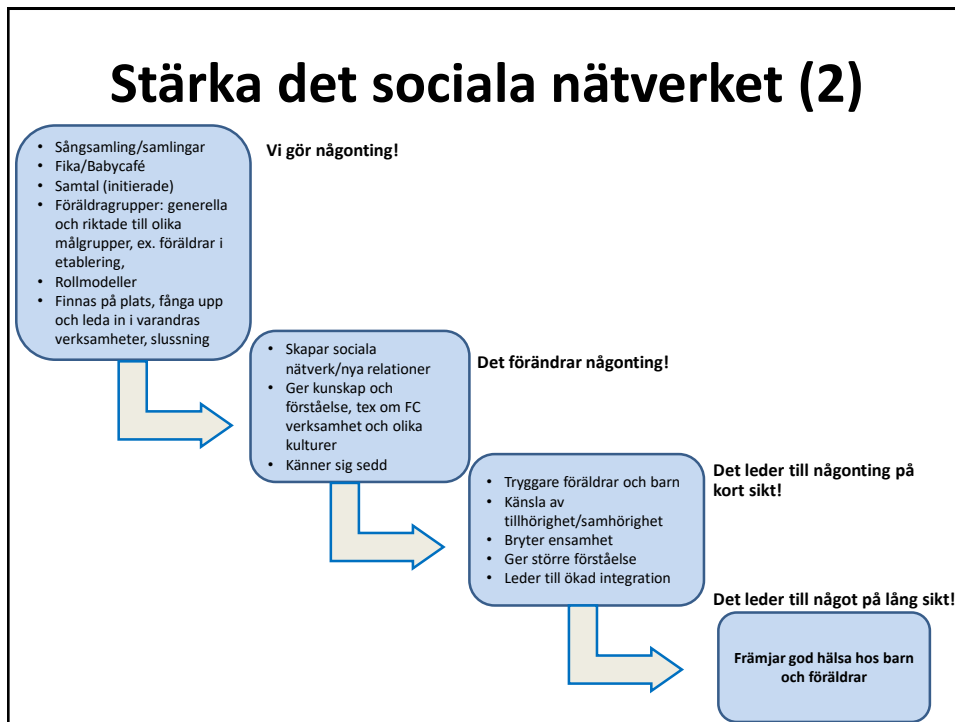 Stärka det sociala nätverket (2)
• Sångsamling/samlingar
• Fika/Babycafé
• Samtal (initierade)
• Föräldragrupper: generella
och riktade till olika
målgrupper, ex. föräldrar i
etablering,
• Rollmodeller
• Finnas på plats, fånga upp
och leda in i varandras
verksamheter, slussning
Vi gör någonting!
• Skapar sociala
nätverk/nya relationer
• Ger kunskap och
förståelse, tex om FC
verksamhet och olika
kulturer
• Känner sig sedd
Det förändrar någonting!
• Tryggare föräldrar och barn
• Känsla av
tillhörighet/samhörighet
• Bryter ensamhet
• Ger större förståelse
• Leder till ökad integration
Det leder till någonting på
kort sikt!
Det leder till något på lång sikt!
Främjar god hälsa hos barn
och föräldrar